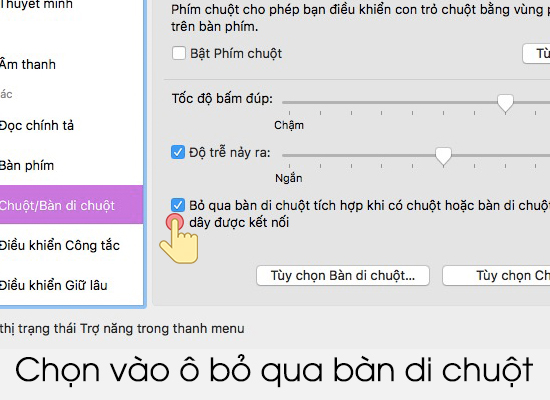 Thuyết minh
Phím chuột cho phép bạn điều khiển con trỏ chuột bằng vùng
trên bàn phím.
Bật Phím chuột
Âm thanh
Tốc độ bấm đúp:
Chậm
Đọc chính tả
Độ trễ nảy ra:
Bàn phím
Ngắn
Chuột/Bàn di chuột
Bỏ qua bàn di chuột tích hợp khi có chuột hoặc bàn di chuột
dây được kết nối
Điều khiển Công tắc
Tùy chọn Bàn di chuột...
Tùy chọn
Điều khiển Giữ lâu
thị trạng thái Trợ năng trong thanh menu
Chọn vào ô bỏ qua bàn di chuột